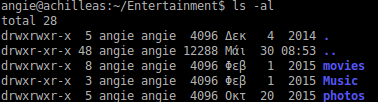 angie@achilleas:~/Entertainment$ ls -al
total 28
drwxrwxr-x 5 angie angie 4096 Δεκ 4 2014 .
drwxr-xr-x 48 angie angie 12288 Μάι 30 08:53 ..
drwxrwxr-x 8 angie angie 4096 Φεβ 1 2015 movies
drwxrwxr-x 3 angie angie 4096 Φεβ 1 2015 Music
drwxrwxr-x 5 angie angie 4096 Οκτ 20 2015 photos